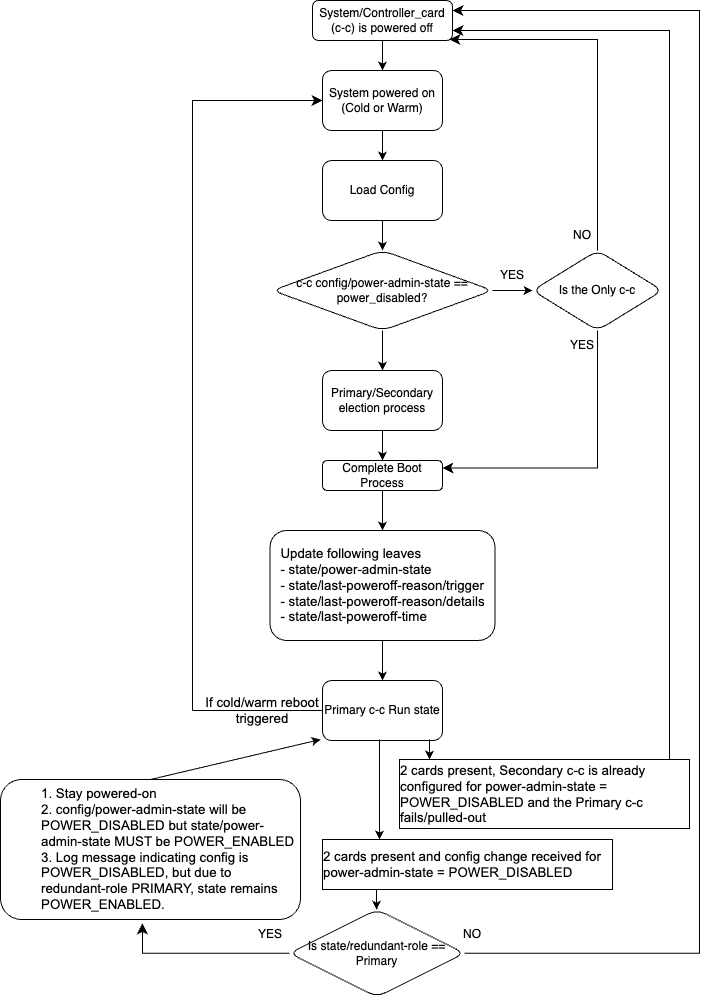 System/Controller_card
(c-c) is powered off
System powered on
(Cold or Warm)
Load Config
NO
c-c config/power-admin-state ==
power_disabled?
YES
Is the Only c-c
YES
Primary/Secondary
election process
Complete Boot
Process
Update following leaves
- state/power-admin-state
- state/last-poweroff-reason/trigger
- state/last-poweroff-reason/details
- state/last-poweroff-time
If cold/warm reboot
triggered
Primary c-c Run state
2 cards present, Secondary c-c is already
configured for power-admin-state =
POWER_DISABLED and the Primary c-c
fails/pulled-out
1. Stay powered-on
2. config/power-admin-state will be
POWER_DISABLED but state/power-
admin-state MUST be POWER_ENABLED
3. Log message indicating config is
POWER_DISABLED, but due to
redundant-role PRIMARY, state remains
POWER_ENABLED.
2 cards present and config change received for
power-admin-state = POWER_DISABLED
YES
Is state/redundant-role ==
Primary
NO